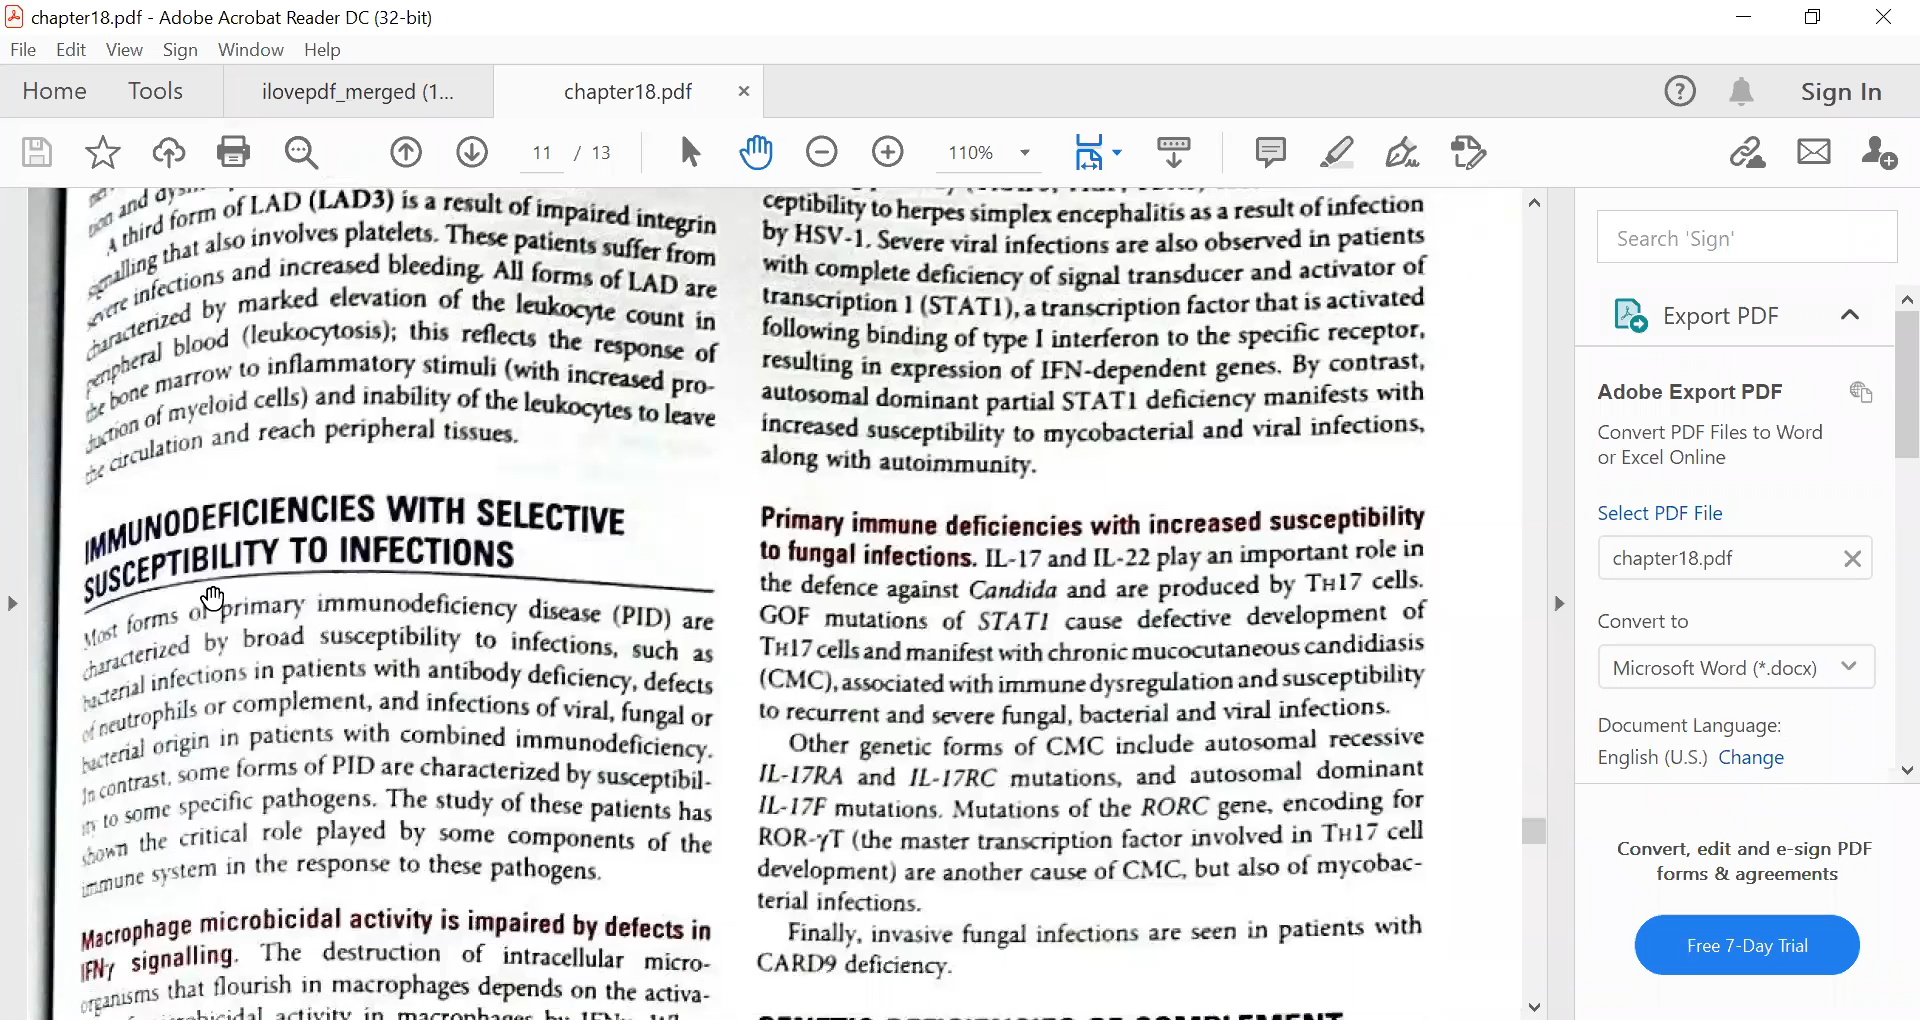 chapter18.pdf - Adobe Acrobat Reader DC (32-bit)
File Edit View Sign Window Help
Home Tools ilovepdf_merged (1... chapter18.pdf
Sign In
11 / 13 110%
tion and
A third form of LAD (LAD3) is a result of impaired integrin
signalling that also involves platelets. These patients suffer from
severe infections and increased bleeding. All forms of LAD are
characterized by marked elevation of the leukocyte count in
peripheral blood (leukocytosis); this reflects the response of
the bone marrow to inflammatory stimuli (with increased pro-
duction of myeloid cells) and inability of the leukocytes to leave
the circulation and reach peripheral tissues.
IMMUNODEFICIENCIES WITH SELECTIVE
SUSCEPTIBILITY TO INFECTIONS
Most forms of primary immunodeficiency disease (PID) are
characterized by broad susceptibility to infections, such as
bacterial infections in patients with antibody deficiency, defects
of neutrophils or complement, and infections of viral, fungal or
bacterial origin in patients with combined immunodeficiency.
In contrast, some forms of PID are characterized by susceptibil-
ity to some specific pathogens. The study of these patients has
shown the critical role played by some components of the
immune system in the response to these pathogens.
Macrophage microbicidal activity is impaired by defects in
IFNγ signalling. The destruction of intracellular micro-
organisms that flourish in macrophages depends on the activa-
activity in macrophages by
ceptibility to herpes simplex encephalitis as a result of infection
by HSV-1. Severe viral infections are also observed in patients
with complete deficiency of signal transducer and activator of
transcription 1 (STAT1), a transcription factor that is activated
following binding of type I interferon to the specific receptor,
resulting in expression of IFN-dependent genes. By contrast,
autosomal dominant partial STAT1 deficiency manifests with
increased susceptibility to mycobacterial and viral infections,
along with autoimmunity.
Primary immune deficiencies with increased susceptibility
to fungal infections. IL-17 and IL-22 play an important role in
the defence against Candida and are produced by TH17 cells.
GOF mutations of STAT1 cause defective development of
TH17 cells and manifest with chronic mucocutaneous candidiasis
(CMC), associated with immune dysregulation and susceptibility
to recurrent and severe fungal, bacterial and viral infections.
Other genetic forms of CMC include autosomal recessive
IL-17RA and IL-17RC mutations, and autosomal dominant
IL-17F mutations. Mutations of the RORC gene, encoding for
ROR-γT (the master transcription factor involved in TH17 cell
development) are another cause of CMC, but also of mycobac-
terial infections.
Finally, invasive fungal infections are seen in patients with
CARD9 deficiency.
Search 'Sign'
Export PDF
Adobe Export PDF
Convert PDF Files to Word
or Excel Online
Select PDF File
chapter18.pdf
Convert to
Microsoft Word (*.docx)
Document Language:
English (U.S.) Change
Convert, edit and e-sign PDF
forms & agreements
Free 7-Day Trial